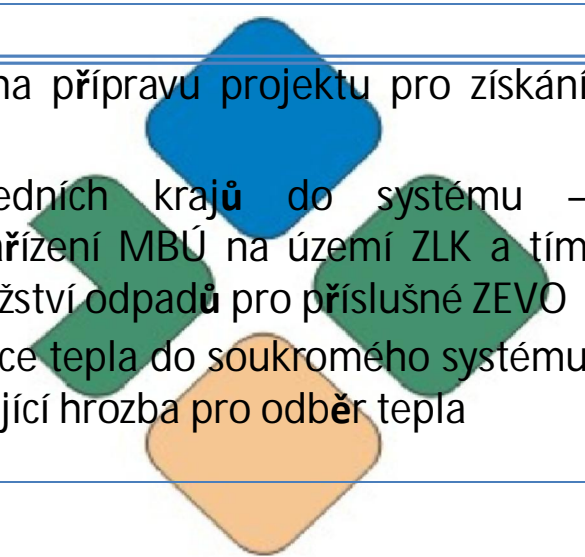 na přípravu projektu pro získání
edních krajů do systému –
ařízení MBÚ na území ZLK a tím
žství odpadů pro příslušné ZEVO
ce tepla do soukromého systému
jící hrozba pro odběr tepla